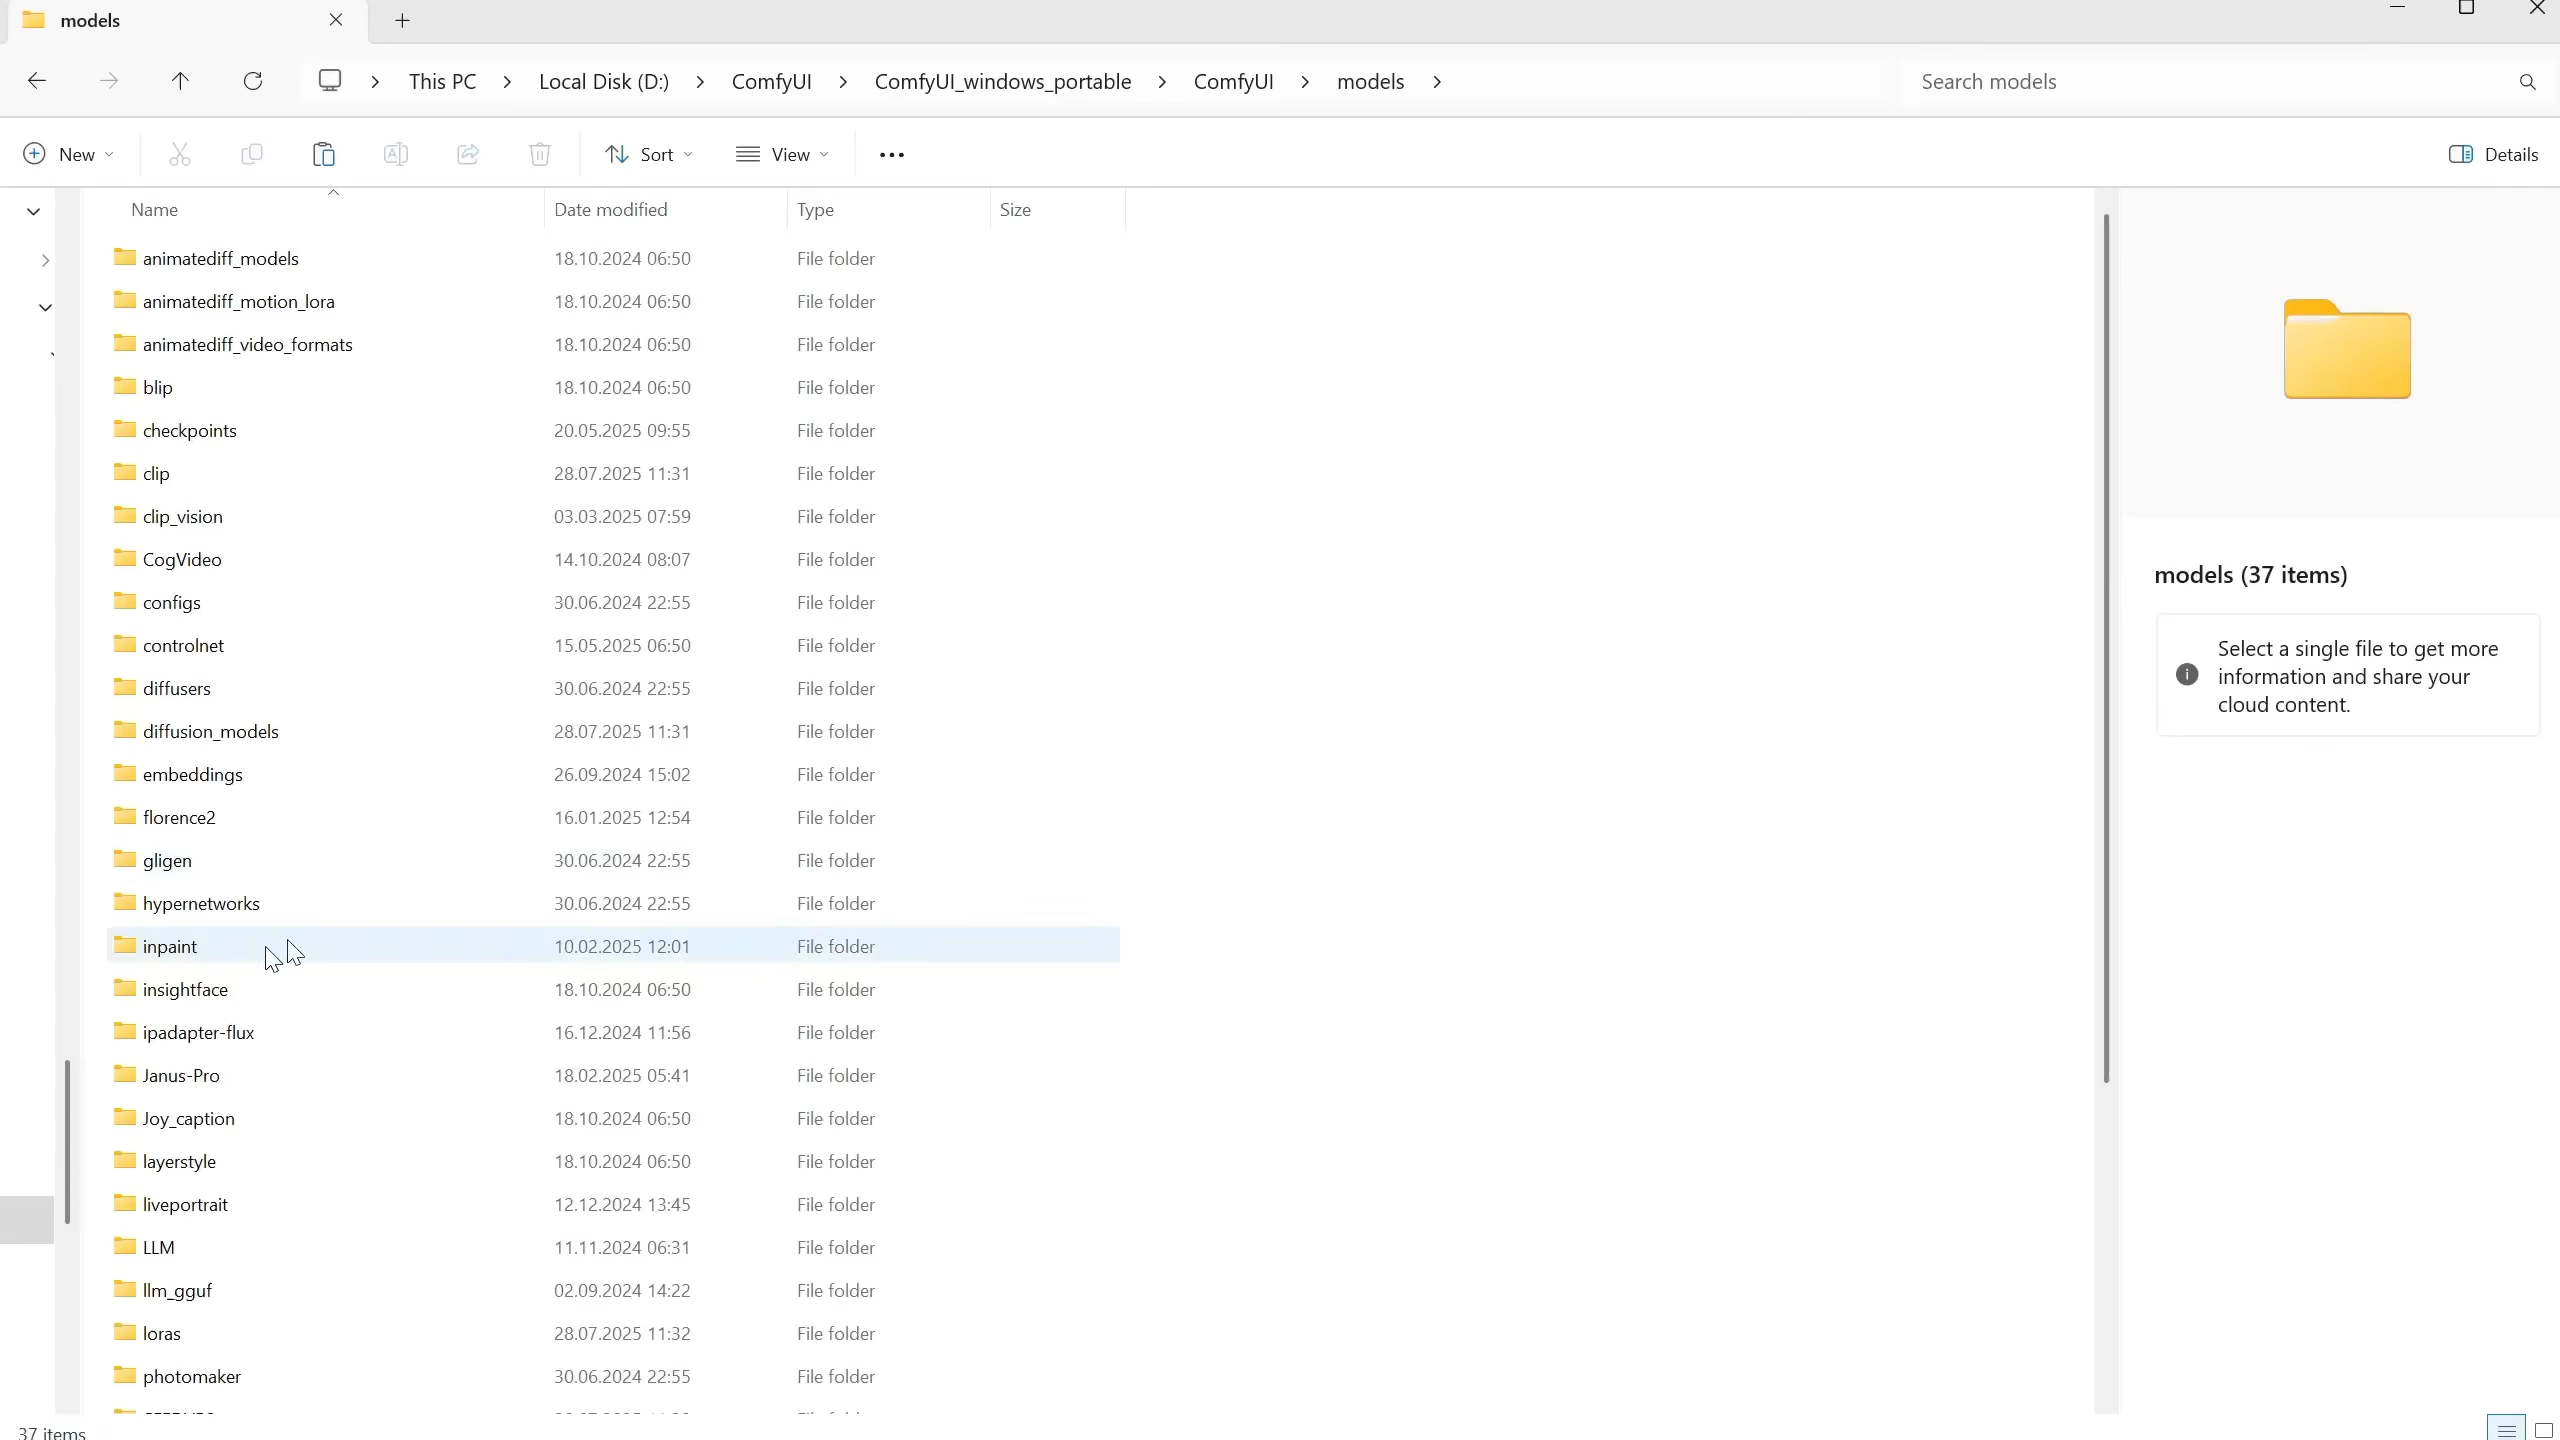 models
This PC > Local Disk (D:) > ComfyUI > ComfyUI_windows_portable > ComfyUI > models >
Search models
New
Sort
View
Details
Name Date modified Type Size
animatediff_models 18.10.2024 06:50 File folder
animatediff_motion_lora 18.10.2024 06:50 File folder
animatediff_video_formats 18.10.2024 06:50 File folder
blip 18.10.2024 06:50 File folder
checkpoints 20.05.2025 09:55 File folder
clip 28.07.2025 11:31 File folder
clip_vision 03.03.2025 07:59 File folder
CogVideo 14.10.2024 08:07 File folder
configs 30.06.2024 22:55 File folder
controlnet 15.05.2025 06:50 File folder
diffusers 30.06.2024 22:55 File folder
diffusion_models 28.07.2025 11:31 File folder
embeddings 26.09.2024 15:02 File folder
florence2 16.01.2025 12:54 File folder
gligen 30.06.2024 22:55 File folder
hypernetworks 30.06.2024 22:55 File folder
inpaint 10.02.2025 12:01 File folder
insightface 18.10.2024 06:50 File folder
ipadapter-flux 16.12.2024 11:56 File folder
Janus-Pro 18.02.2025 05:41 File folder
Joy_caption 18.10.2024 06:50 File folder
layerstyle 18.10.2024 06:50 File folder
liveportrait 12.12.2024 13:45 File folder
LLM 11.11.2024 06:31 File folder
llm_gguf 02.09.2024 14:22 File folder
loras 28.07.2025 11:32 File folder
photomaker 30.06.2024 22:55 File folder
models (37 items)
Select a single file to get more
information and share your
cloud content.
37 items